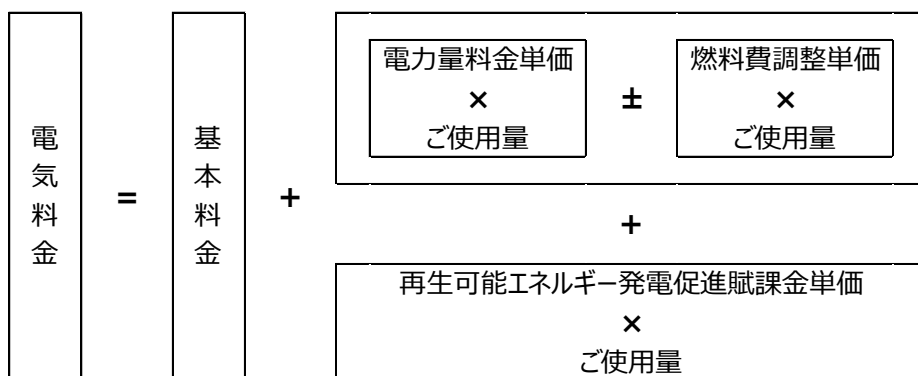 電気料金
=
基本料金
+
電力量料金単価
×
ご使用量
±
燃料費調整単価
×
ご使用量
+
再生可能エネルギー発電促進賦課金単価
×
ご使用量